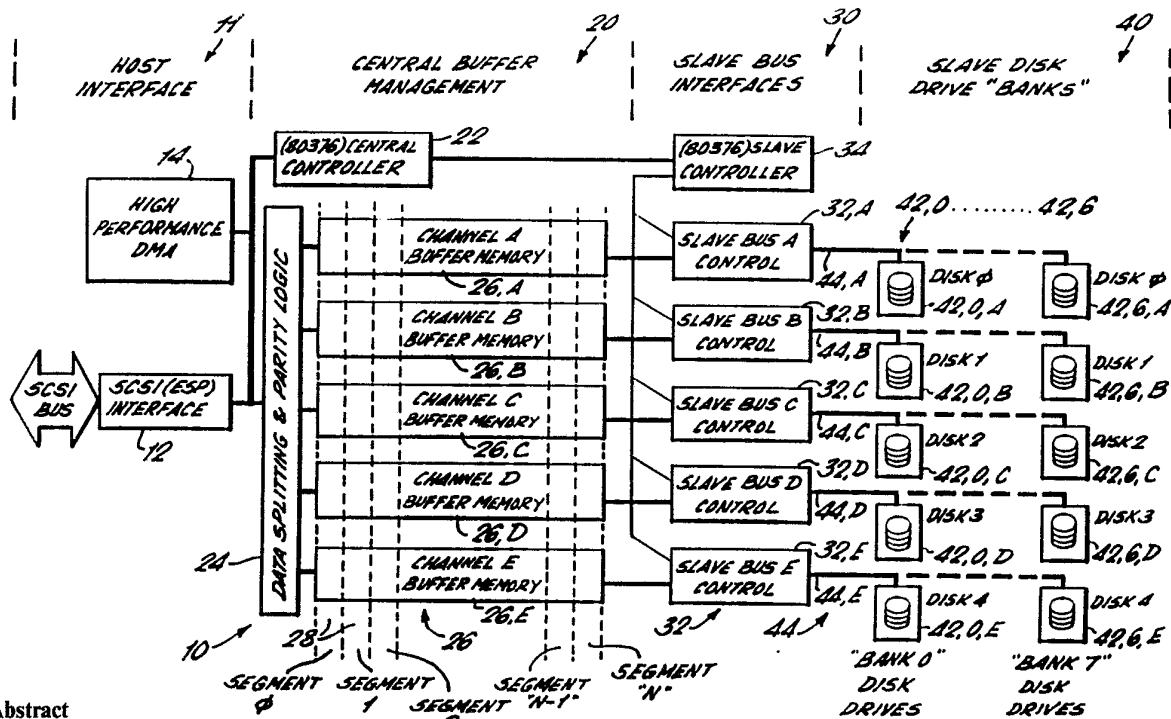 11
20
30
40
HOST INTERFACE
CENTRAL BUFFER MANAGEMENT
SLAVE BUS INTERFACES
SLAVE DISK DRIVE "BANKS"
14
HIGH PERFORMANCE DMA
(80376) CENTRAL CONTROLLER
22
(80376) SLAVE CONTROLLER
34
SCSI BUS
SCSI (ESP) INTERFACE
12
DATA SPLITTING & PARITY LOGIC
24
10
CHANNEL A BUFFER MEMORY
26,A
CHANNEL B BUFFER MEMORY
26,B
CHANNEL C BUFFER MEMORY
26,C
CHANNEL D BUFFER MEMORY
26,D
CHANNEL E BUFFER MEMORY
26,E
28
26
SEGMENT φ
SEGMENT 1
SEGMENT
SEGMENT "N-1"
SEGMENT "N"
SLAVE BUS A CONTROL
32,A
44,A
SLAVE BUS B CONTROL
32,B
44,B
SLAVE BUS C CONTROL
32,C
44,C
SLAVE BUS D CONTROL
32,D
44,D
SLAVE BUS E CONTROL
32,E
44,E
32
44
42,0 ......... 42,6
DISK φ
42,0,A
DISK φ
42,6,A
DISK 1
42,0,B
DISK 1
42,6,B
DISK 2
42,0,C
DISK 2
42,6,C
DISK 3
42,0,D
DISK 3
42,6,D
DISK 4
42,0,E
DISK 4
42,6,E
"BANK 0" DISK DRIVES
"BANK 7" DISK DRIVES
Abstract